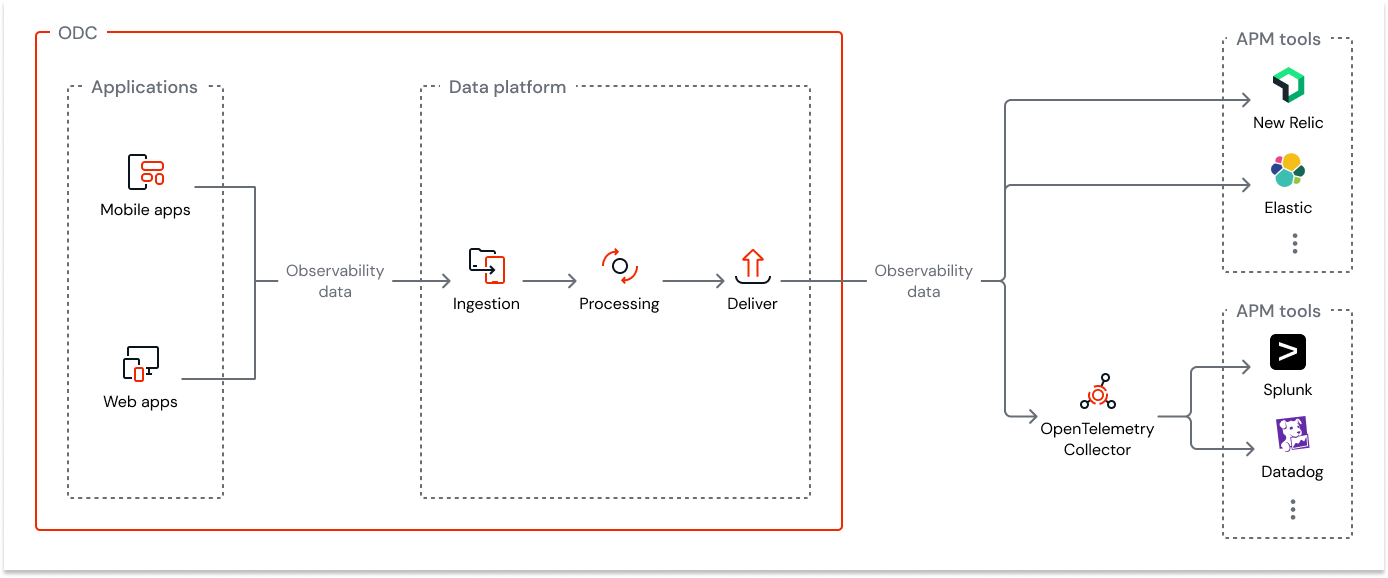 ODC
Applications
Mobile apps
Web apps
Observability
data
Data platform
Ingestion
Processing
Deliver
Observability
data
APM tools
New Relic
Elastic
OpenTelemetry
Collector
APM tools
Splunk
Datadog